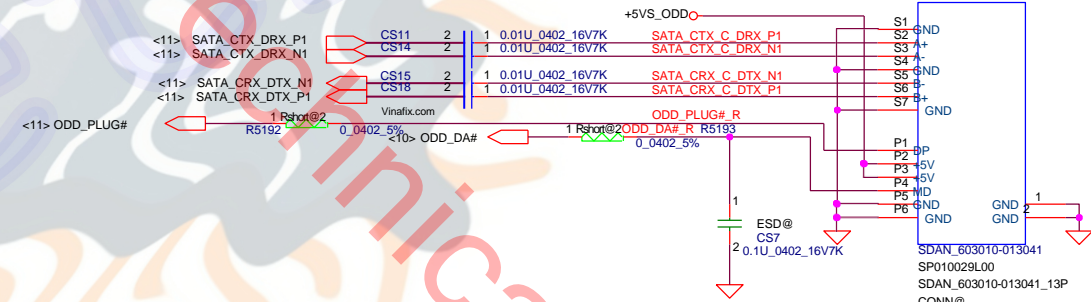 +5VS_ODD
<11> SATA_CTX_DRX_P1 CS11 2 1 0.01U_0402_16V7K SATA_CTX_C_DRX_P1
<11> SATA_CTX_DRX_N1 CS14 2 1 0.01U_0402_16V7K SATA_CTX_C_DRX_N1
<11> SATA_CRX_DTX_N1 CS15 2 1 0.01U_0402_16V7K SATA_CRX_C_DTX_N1
<11> SATA_CRX_DTX_P1 CS18 2 1 0.01U_0402_16V7K SATA_CRX_C_DTX_P1
Vinafix.com
<11> ODD_PLUG# 1 Rshort@2 ODD_PLUG#_R
R5192 0_0402_5%
<10> ODD_DA# 1 Rshort@2 ODD_DA#_R R5193
0_0402_5%
S1 GND
S2 A+
S3 A-
S4 GND
S5 B-
S6 B+
S7 GND
P1 DP
P2 +5V
P3 +5V
P4 MD
P5 GND
P6 GND
GND 1
GND 2
1
ESD@
CS7
2 0.1U_0402_16V7K
SDAN_603010-013041
SP010029L00
SDAN_603010-013041_13P
CONN@
echnica